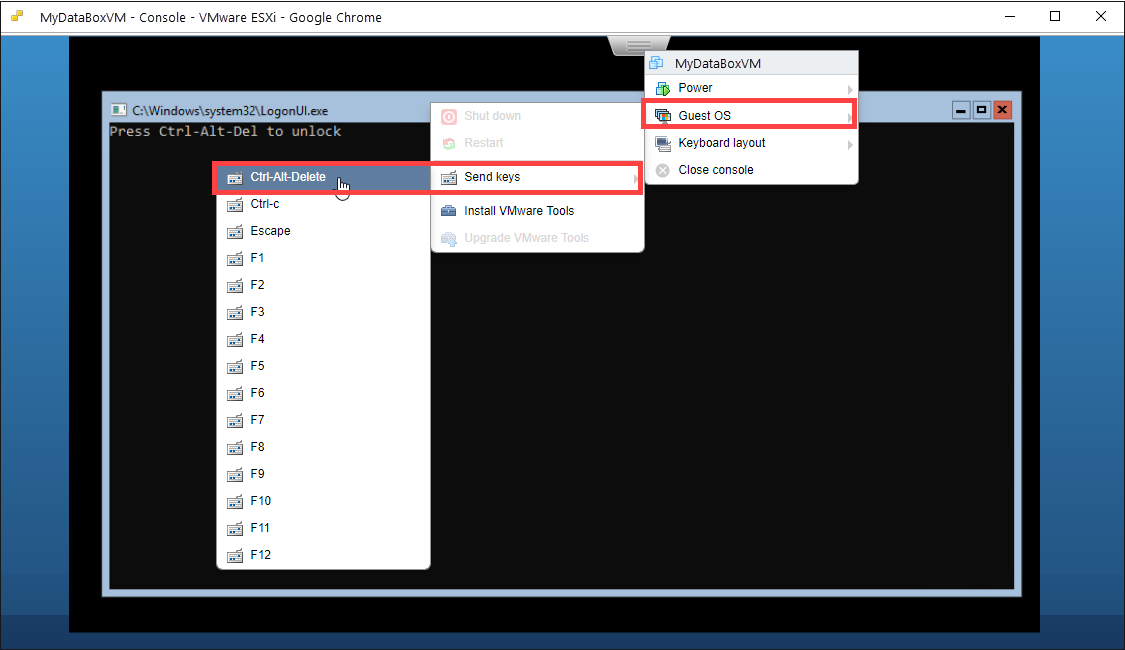 MyDataBoxVM - Console - VMware ESXi - Google Chrome
MyDataBoxVM
Power
Guest OS
Keyboard layout
Close console
C:\Windows\system32\LogonUI.exe
Press Ctrl-Alt-Del to unlock
Shut down
Restart
Send keys
Install VMware Tools
Upgrade VMware Tools
Ctrl-Alt-Delete
Ctrl-c
Escape
F1
F2
F3
F4
F5
F6
F7
F8
F9
F10
F11
F12